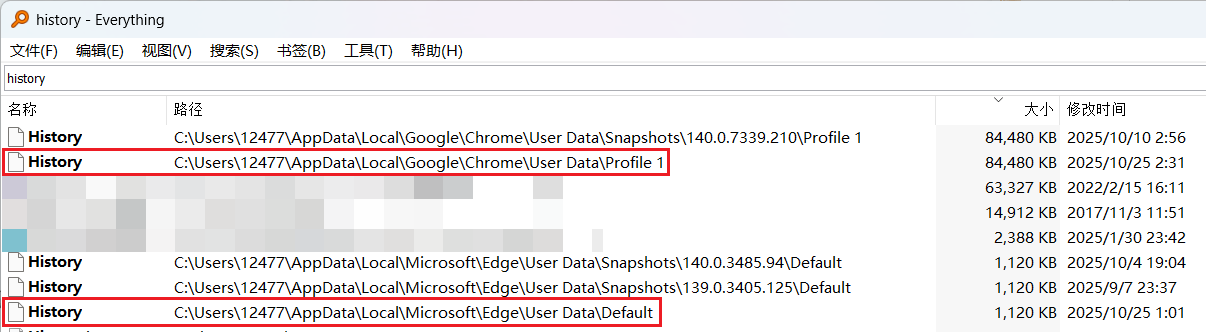 history - Everything
文件(F) 编辑(E) 视图(V) 搜索(S) 书签(B) 工具(T) 帮助(H)
history
名称 路径 大小 修改时间
History C:\Users\12477\AppData\Local\Google\Chrome\User Data\Snapshots\140.0.7339.210\Profile 1 84,480 KB 2025/10/10 2:56
History C:\Users\12477\AppData\Local\Google\Chrome\User Data\Profile 1 84,480 KB 2025/10/25 2:31
63,327 KB 2022/2/15 16:11
14,912 KB 2017/11/3 11:51
2,388 KB 2025/1/30 23:42
History C:\Users\12477\AppData\Local\Microsoft\Edge\User Data\Snapshots\140.0.3485.94\Default 1,120 KB 2025/10/4 19:04
History C:\Users\12477\AppData\Local\Microsoft\Edge\User Data\Snapshots\139.0.3405.125\Default 1,120 KB 2025/9/7 23:37
History C:\Users\12477\AppData\Local\Microsoft\Edge\User Data\Default 1,120 KB 2025/10/25 1:01